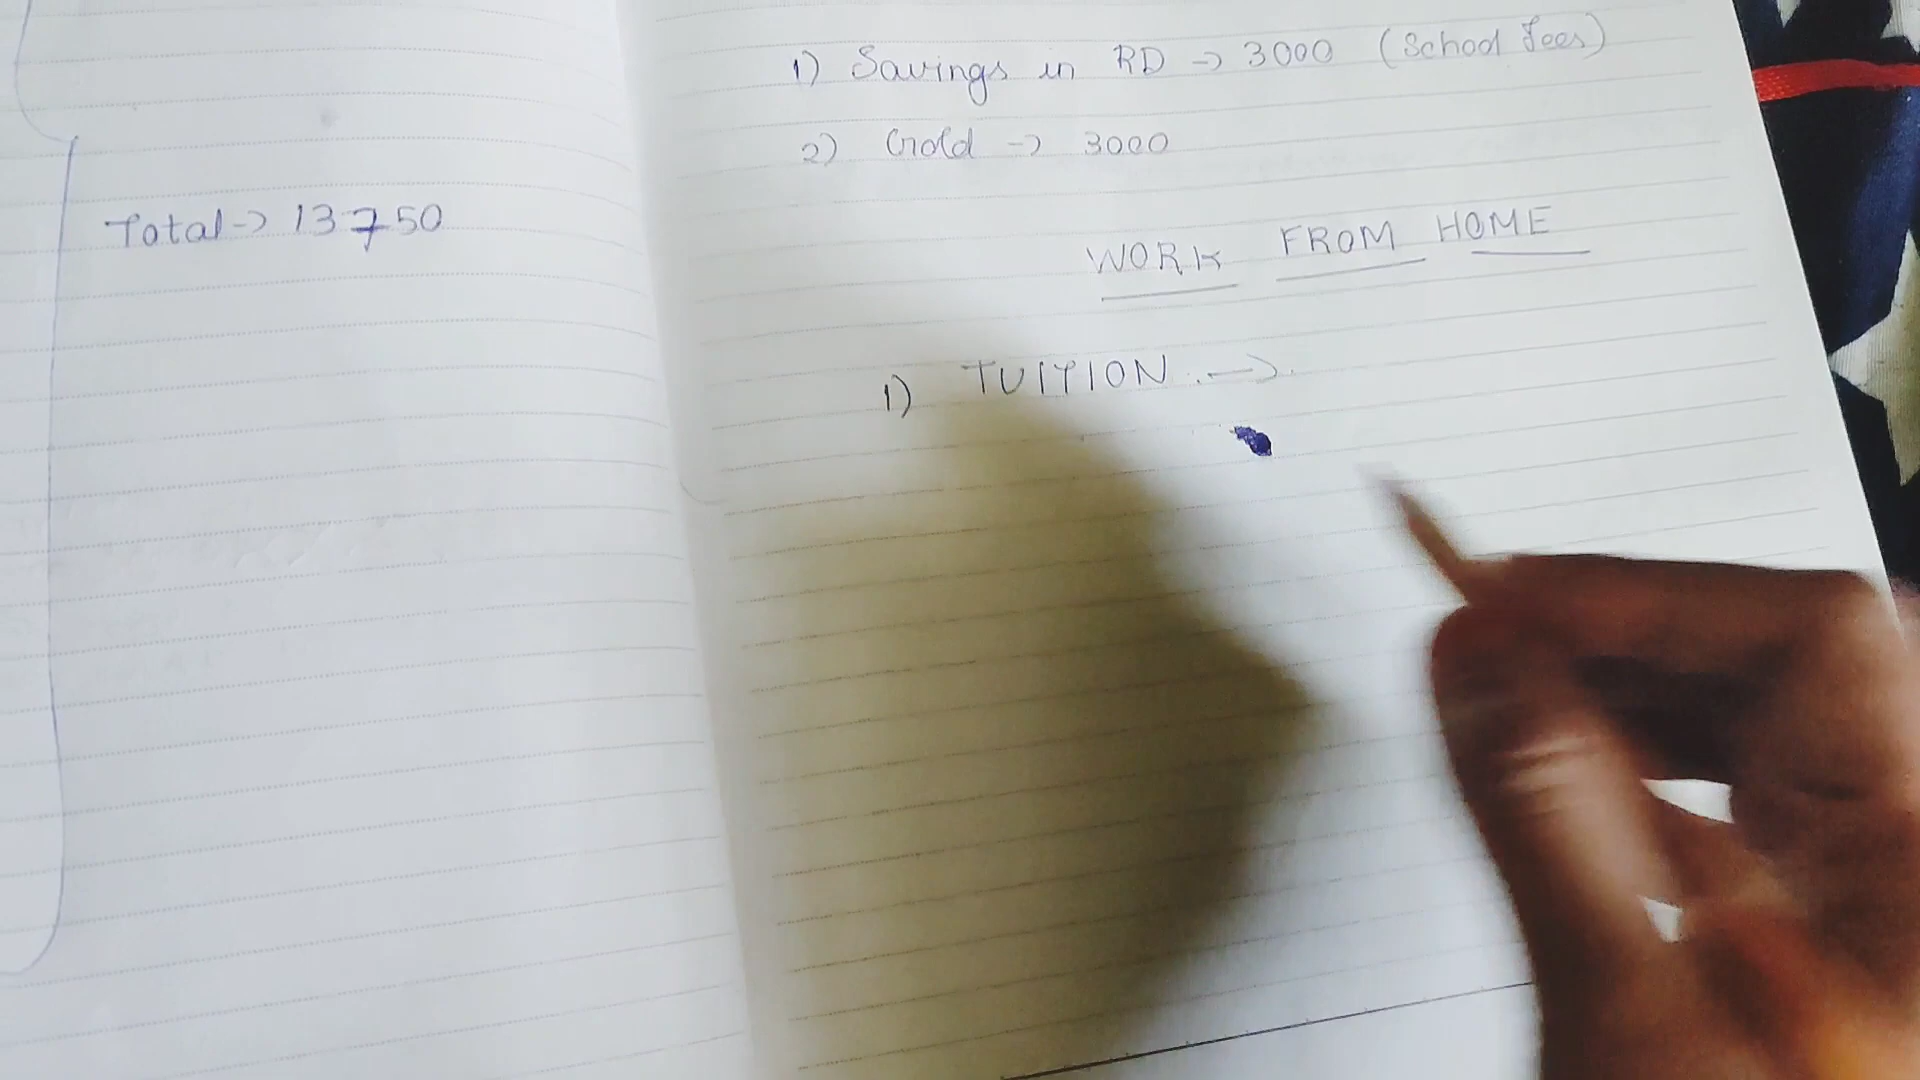 Total -> 13750
1) Savings in RD -> 3000 (School Fees)
2) Gold -> 3000
WORK FROM HOME
1) TUITION ->